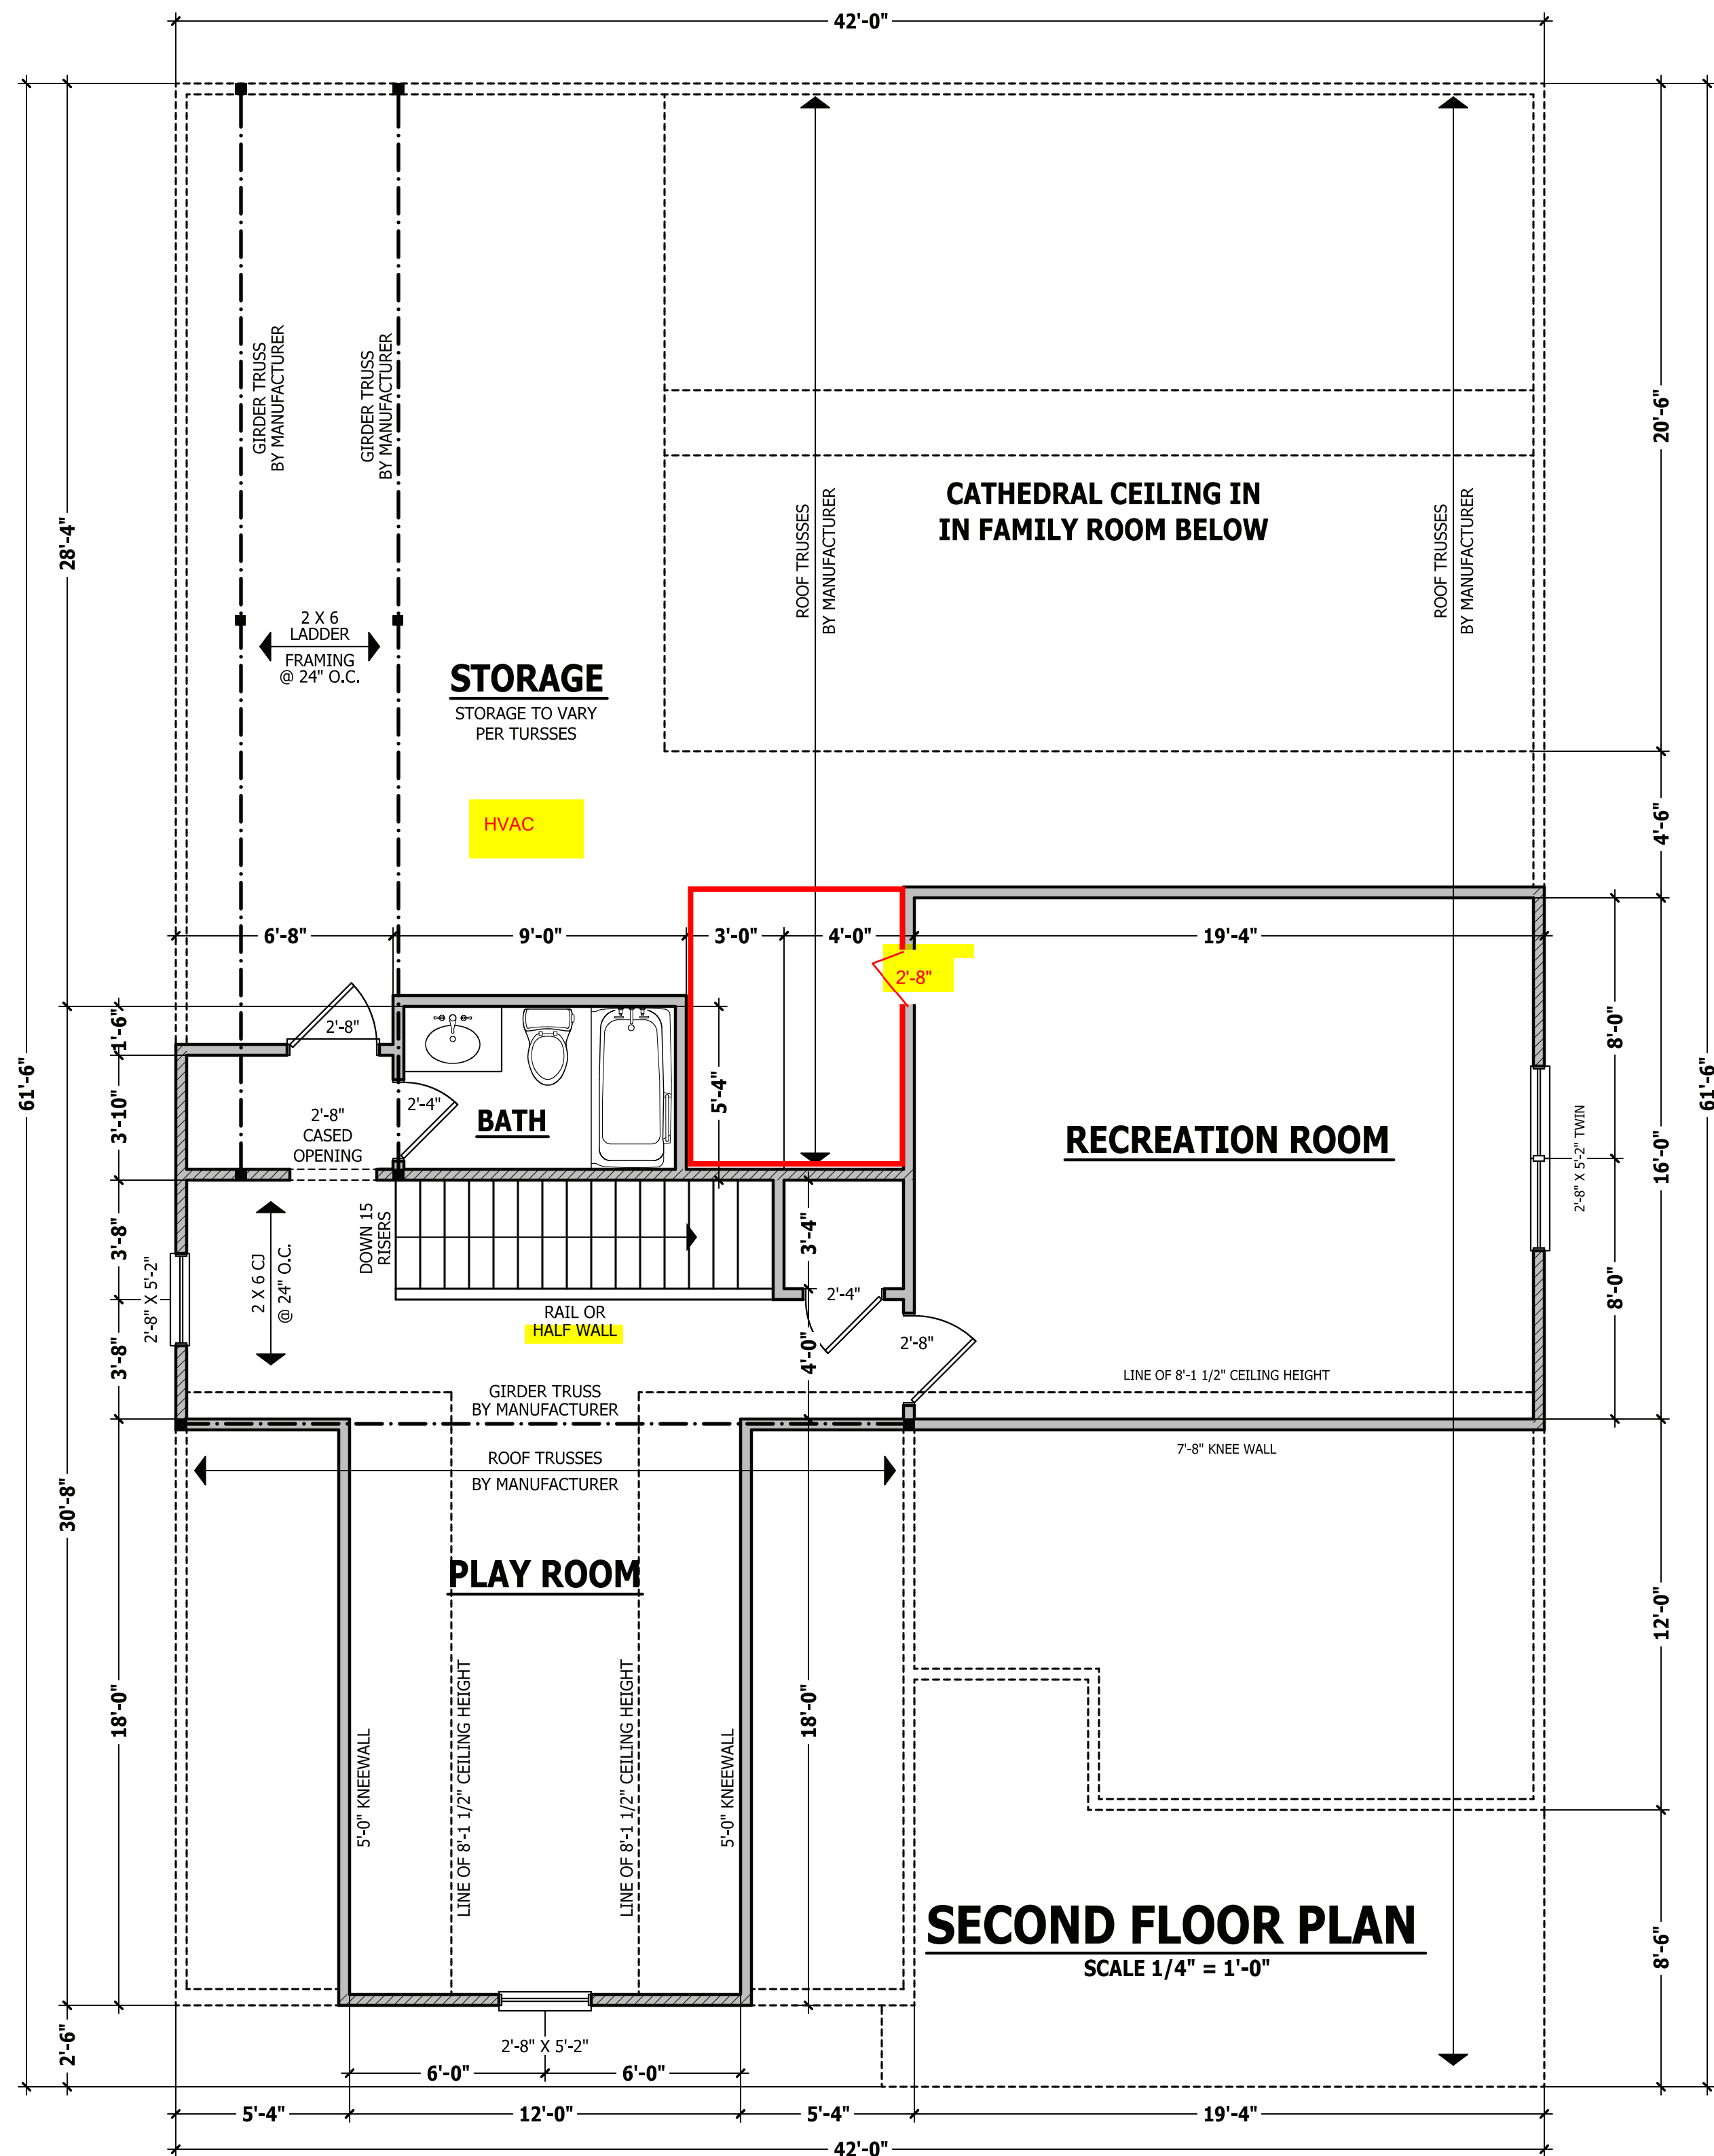 42'-0"
61'-6"
28'-4"
20'-6"
61'-6"
GIRDER TRUSS
BY MANUFACTURER
GIRDER TRUSS
BY MANUFACTURER
ROOF TRUSSES
BY MANUFACTURER
ROOF TRUSSES
BY MANUFACTURER
CATHEDRAL CEILING IN
IN FAMILY ROOM BELOW
2 X 6
LADDER
FRAMING
@ 24" O.C.
STORAGE
STORAGE TO VARY
PER TURSSES
HVAC
4'-6"
6'-8"
9'-0"
3'-0"
4'-0"
19'-4"
2'-8"
1'-6"
2'-8"
8'-0"
3'-10"
2'-8"
CASED
OPENING
2'-4"
BATH
5'-4"
RECREATION ROOM
2'-8" X 5'-2" TWIN
16'-0"
3'-8"
2'-8" X 5'-2"
2 X 6 CJ
@ 24" O.C.
DOWN 15
RISERS
3'-4"
2'-4"
8'-0"
RAIL OR
HALF WALL
3'-8"
4'-0"
2'-8"
LINE OF 8'-1 1/2" CEILING HEIGHT
GIRDER TRUSS
BY MANUFACTURER
7'-8" KNEE WALL
ROOF TRUSSES
BY MANUFACTURER
30'-8"
PLAY ROOM
12'-0"
18'-0"
5'-0" KNEEWALL
LINE OF 8'-1 1/2" CEILING HEIGHT
LINE OF 8'-1 1/2" CEILING HEIGHT
5'-0" KNEEWALL
18'-0"
SECOND FLOOR PLAN
SCALE 1/4" = 1'-0"
8'-6"
2'-6"
2'-8" X 5'-2"
6'-0"
6'-0"
5'-4"
12'-0"
5'-4"
19'-4"
42'-0"